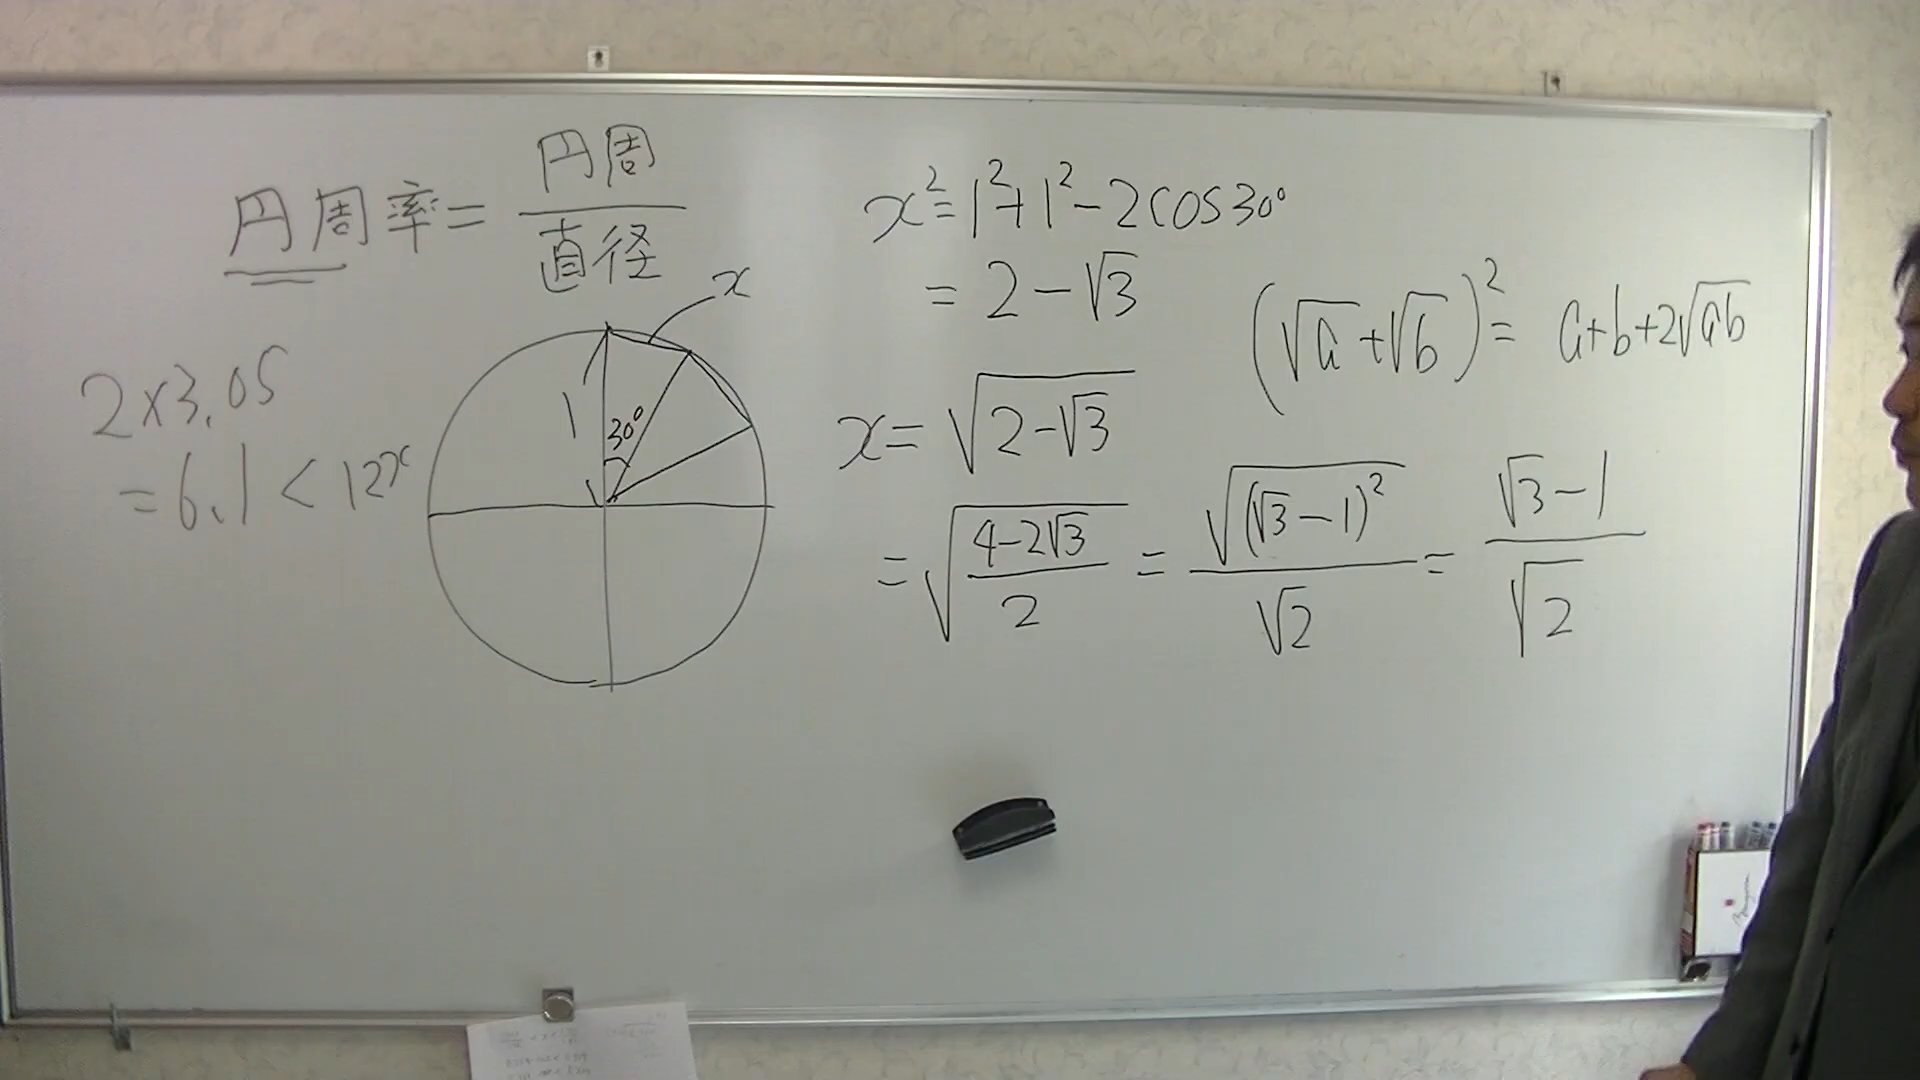 円周率 = 円周/直径
2×3.05
= 6.1 < 12x
x
1
30°
x² = 1² + 1² - 2cos30°
= 2 - √3
(√a + √b)² = a + b + 2√ab
x = √(2 - √3)
= √((4 - 2√3)/2) = √((√3 - 1)²)/√2 = (√3 - 1)/√2